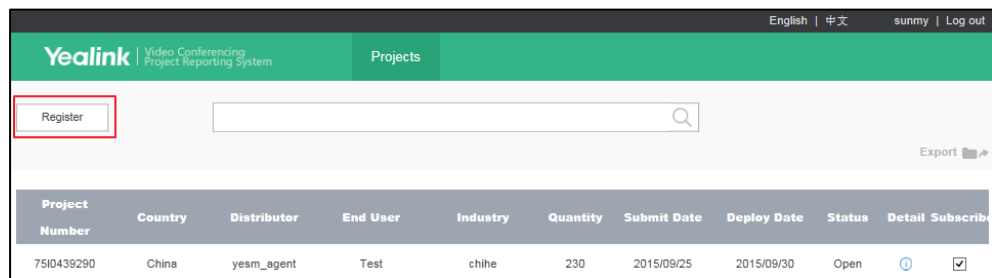 English | 中文 sunmy | Log out
Yealink Video Conferencing
Project Reporting System
Projects
Register
Export
Project Number Country Distributor End User Industry Quantity Submit Date Deploy Date Status Detail Subscribe
75I0439290 China yesm_agent Test chihe 230 2015/09/25 2015/09/30 Open